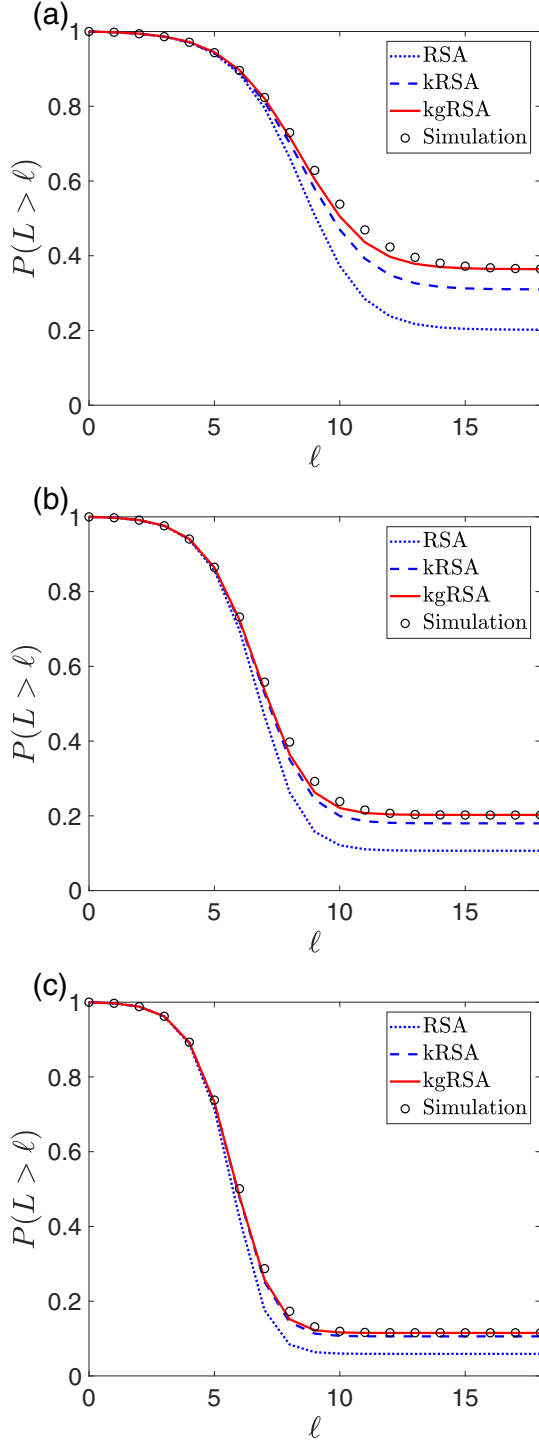 (a)
1
0.8
0.6
0.4
0.2
0
0 5 10 15
P(L > ℓ)
ℓ
RSA
kRSA
kgRSA
Simulation
(b)
1
0.8
0.6
0.4
0.2
0
0 5 10 15
P(L > ℓ)
ℓ
RSA
kRSA
kgRSA
Simulation
(c)
1
0.8
0.6
0.4
0.2
0
0 5 10 15
P(L > ℓ)
ℓ
RSA
kRSA
kgRSA
Simulation